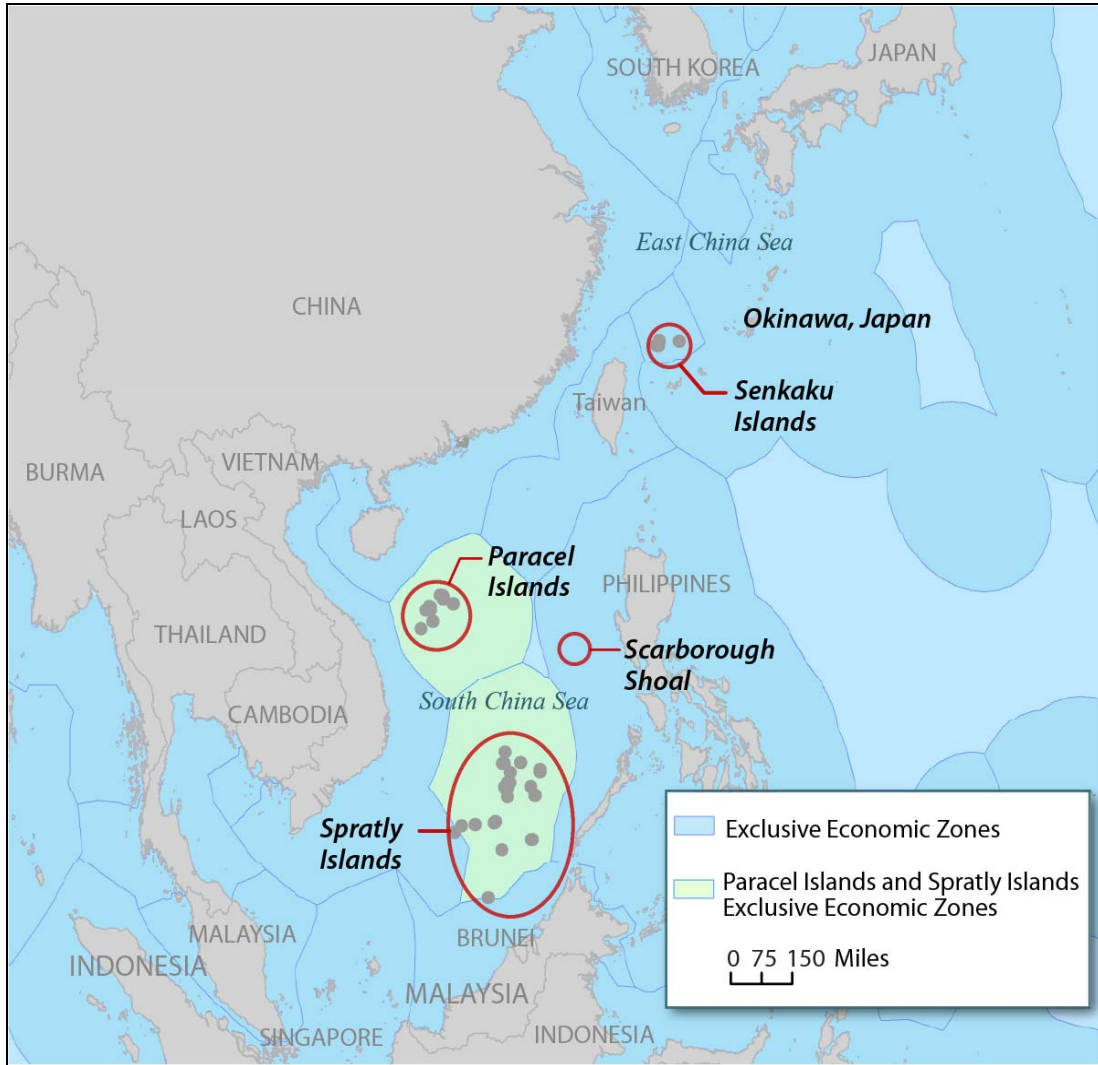 SOUTH KOREA
JAPAN
East China Sea
CHINA
Okinawa, Japan
Senkaku
Islands
Taiwan
BURMA
VIETNAM
LAOS
Paracel
Islands
PHILIPPINES
THAILAND
Scarborough
Shoal
South China Sea
CAMBODIA
Spratly
Islands
Exclusive Economic Zones
Paracel Islands and Spratly Islands
Exclusive Economic Zones
0 75 150 Miles
MALAYSIA
BRUNEI
INDONESIA
MALAYSIA
SINGAPORE
INDONESIA